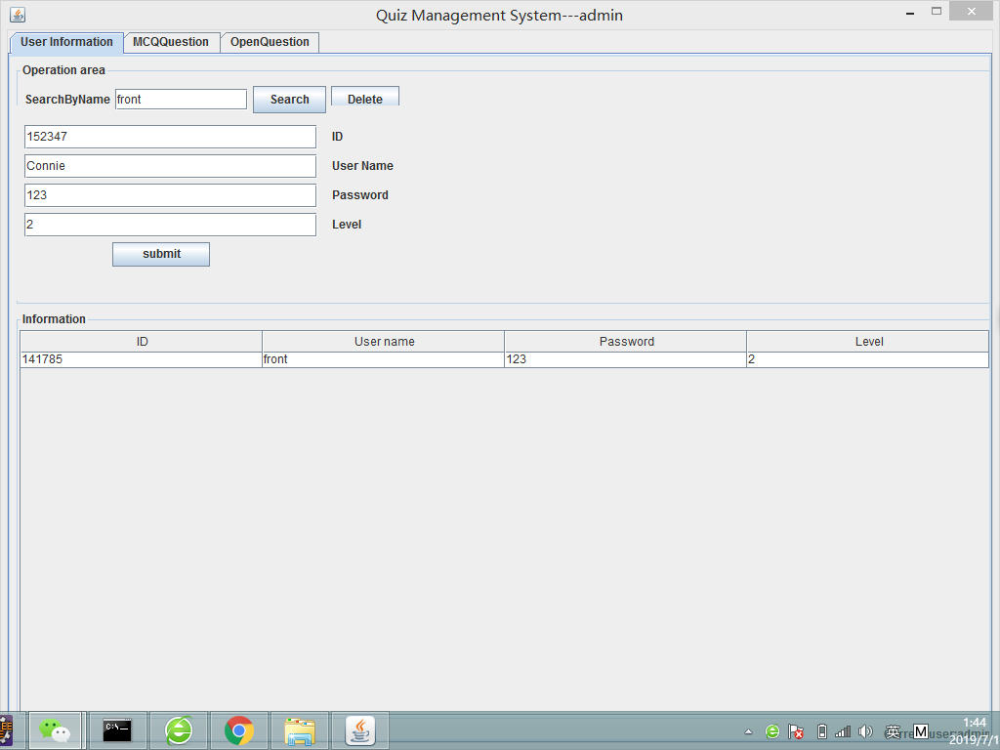 Quiz Management System---admin
User Information MCQQuestion OpenQuestion
Operation area
SearchByName front Search Delete
152347 ID
Connie User Name
123 Password
2 Level
submit
Information
ID User name Password Level
141785 front 123 2
C:\._
英 M
1:44
2019/7/1